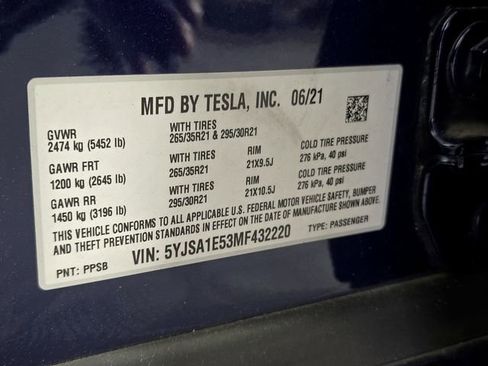 MFD BY TESLA, INC. 06/21
GVWR
2474 kg (5452 lb)
WITH TIRES
265/35R21 & 295/30R21
COLD TIRE PRESSURE
276 kPa, 40 psi
GAWR FRT
1200 kg (2645 lb)
WITH TIRES
265/35R21
RIM
21X9.5J
COLD TIRE PRESSURE
276 kPa, 40 psi
GAWR RR
1450 kg (3196 lb)
WITH TIRES
295/30R21
RIM
21X10.5J
THIS VEHICLE CONFORMS TO ALL APPLICABLE U.S. FEDERAL MOTOR VEHICLE SAFETY, BUMPER
AND THEFT PREVENTION STANDARDS IN EFFECT ON THE DATE OF MANUFACTURE SHOWN ABOVE.
VIN: 5YJSA1E53MF432220
PNT: PPSB
TYPE: PASSENGER